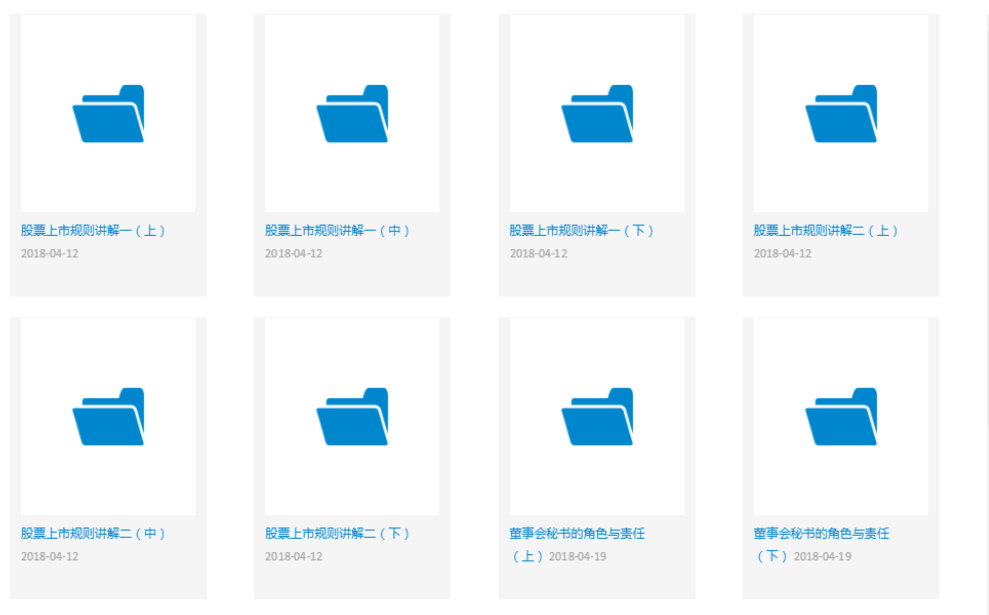 股票上市规则讲解一（上）
2018-04-12
股票上市规则讲解一（中）
2018-04-12
股票上市规则讲解一（下）
2018-04-12
股票上市规则讲解二（上）
2018-04-12
股票上市规则讲解二（中）
2018-04-12
股票上市规则讲解二（下）
2018-04-12
董事会秘书的角色与责任
（上）2018-04-19
董事会秘书的角色与责任
（下）2018-04-19